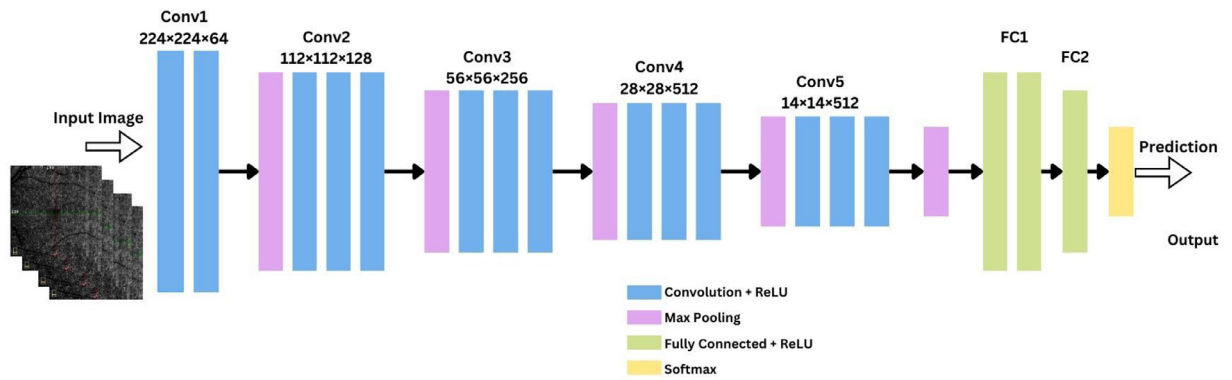 Conv1
224×224×64
Conv2
112×112×128
Conv3
56×56×256
Conv4
28×28×512
Conv5
14×14×512
FC1
FC2
Input Image
Prediction
Output
Convolution + ReLU
Max Pooling
Fully Connected + ReLU
Softmax